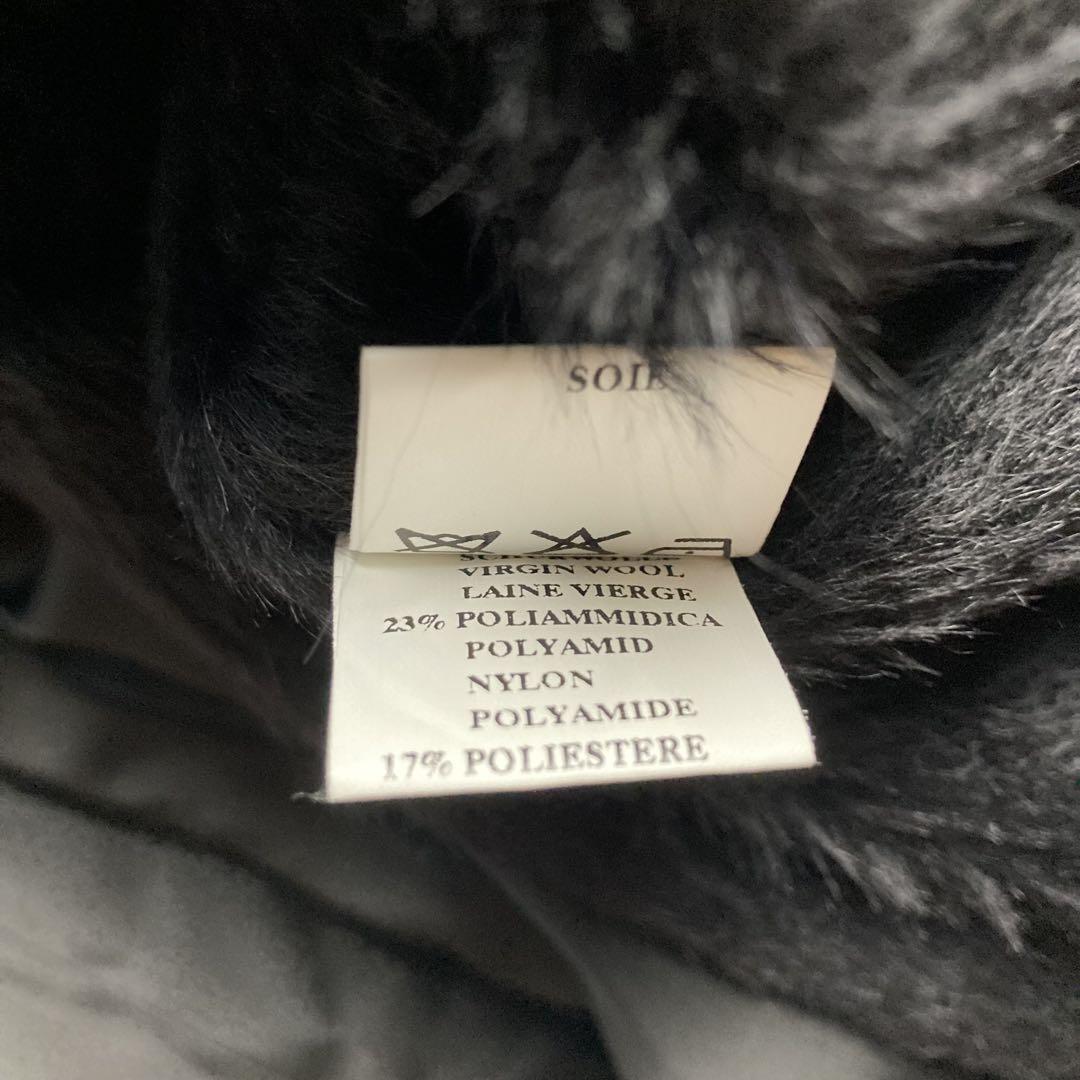 SOIE
VIRGIN WOOL
LAINE VIERGE
23% POLIAMMIDICA
POLYAMID
NYLON
POLYAMIDE
17% POLIESTERE